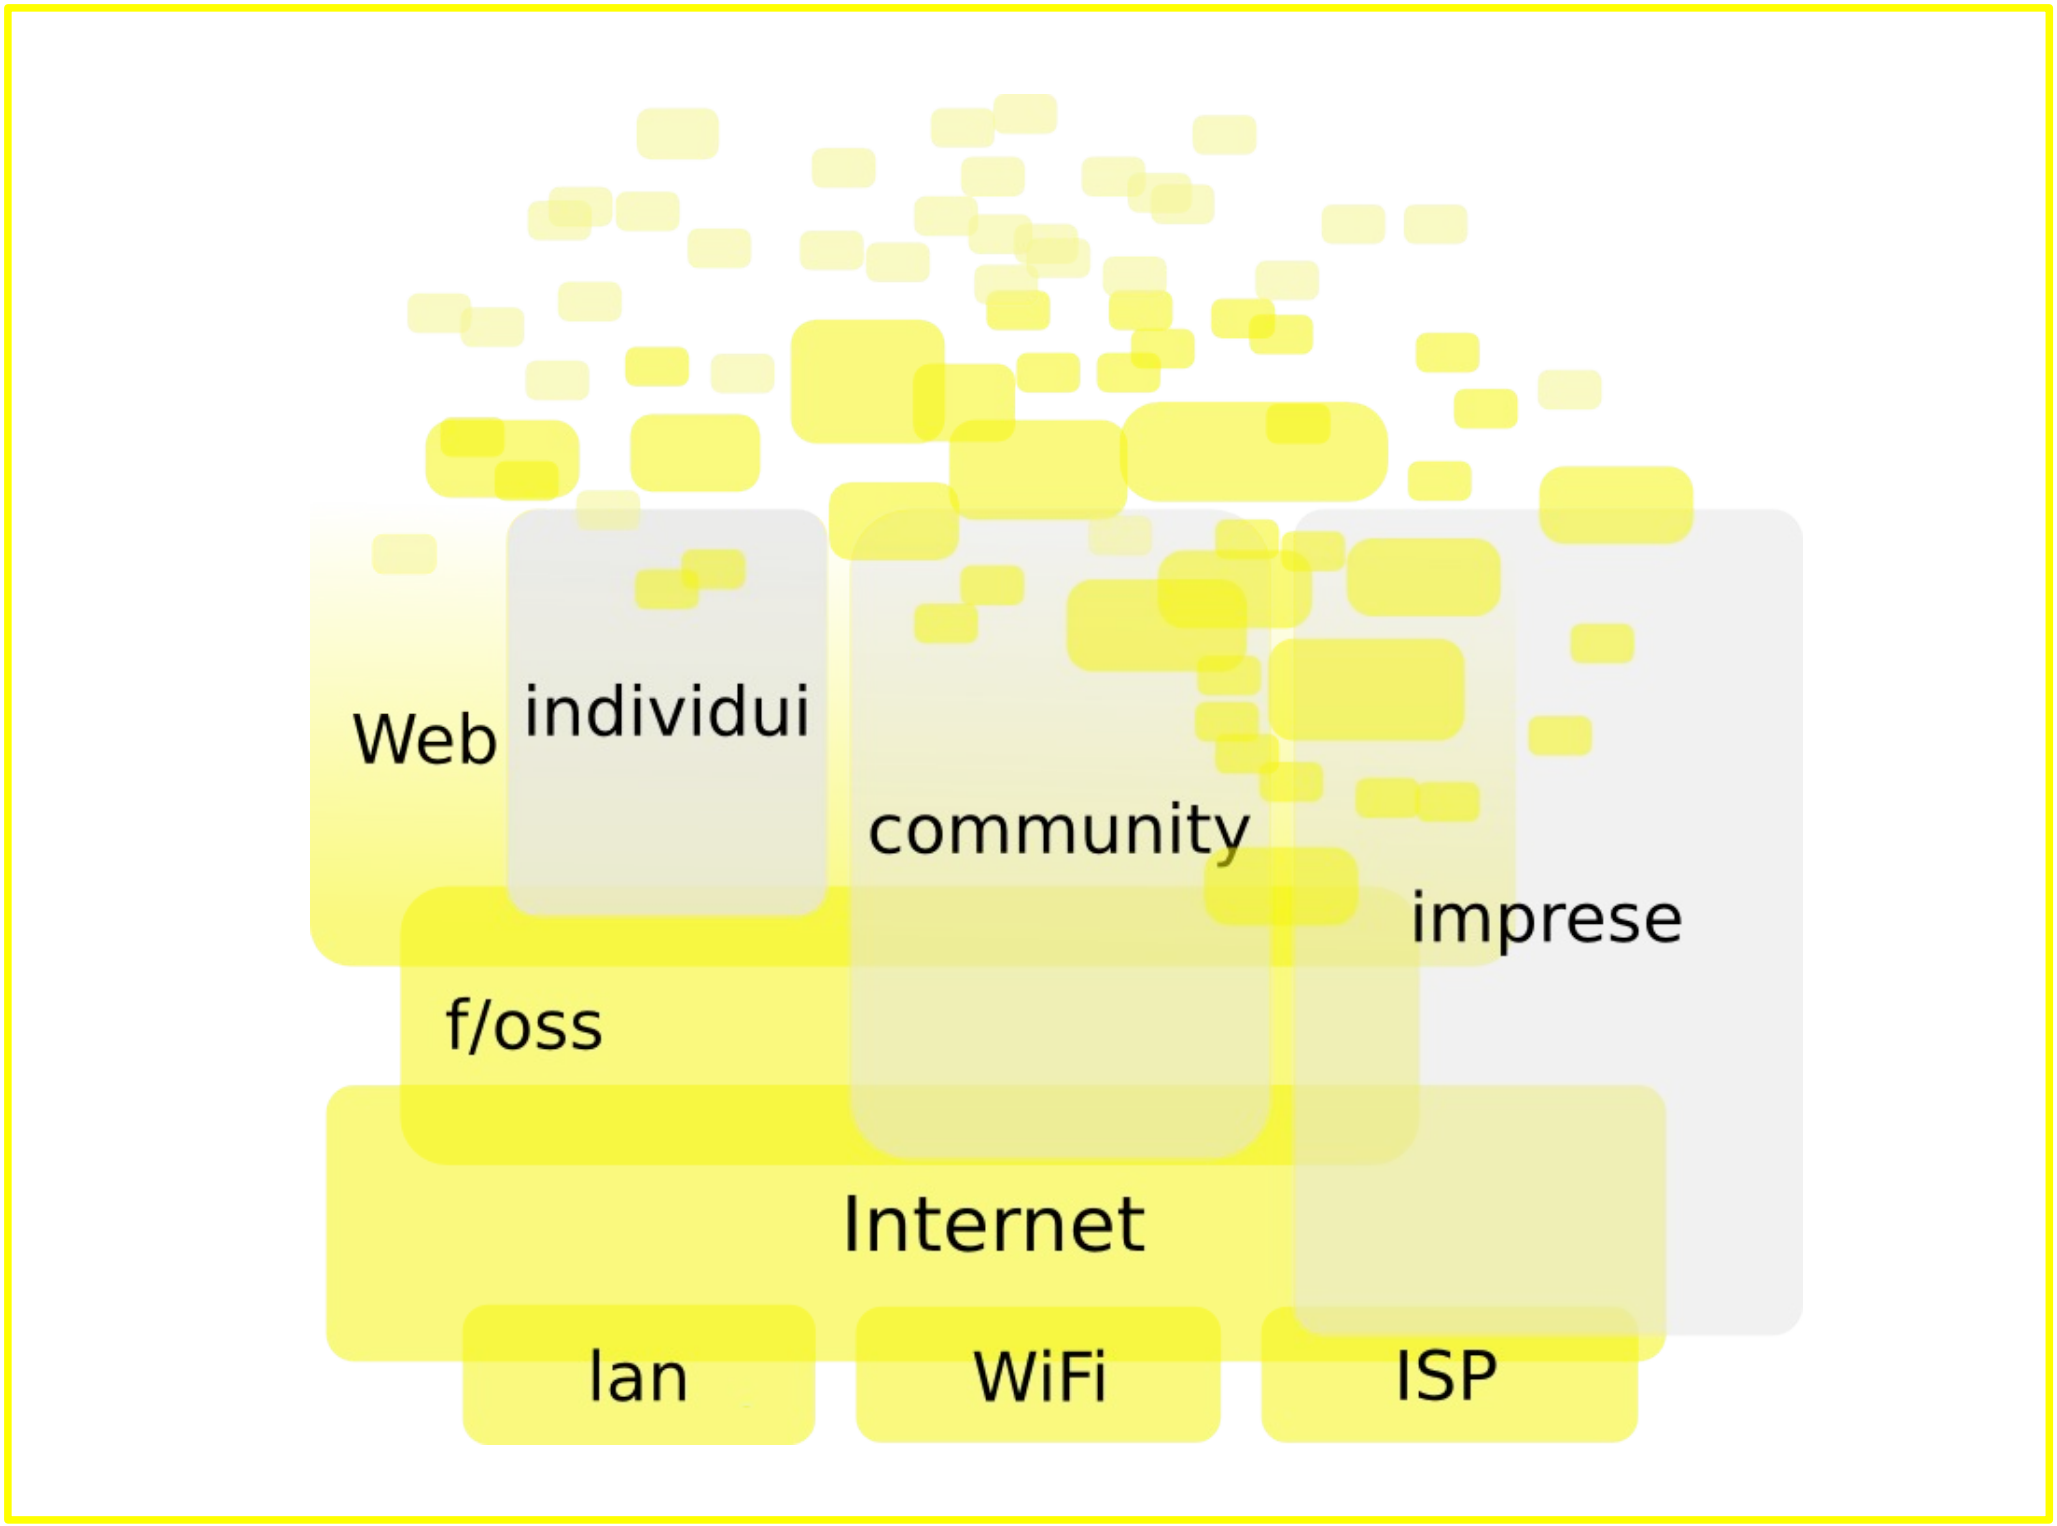 individui
Web
community
imprese
f/oss
Internet
lan
WiFi
ISP